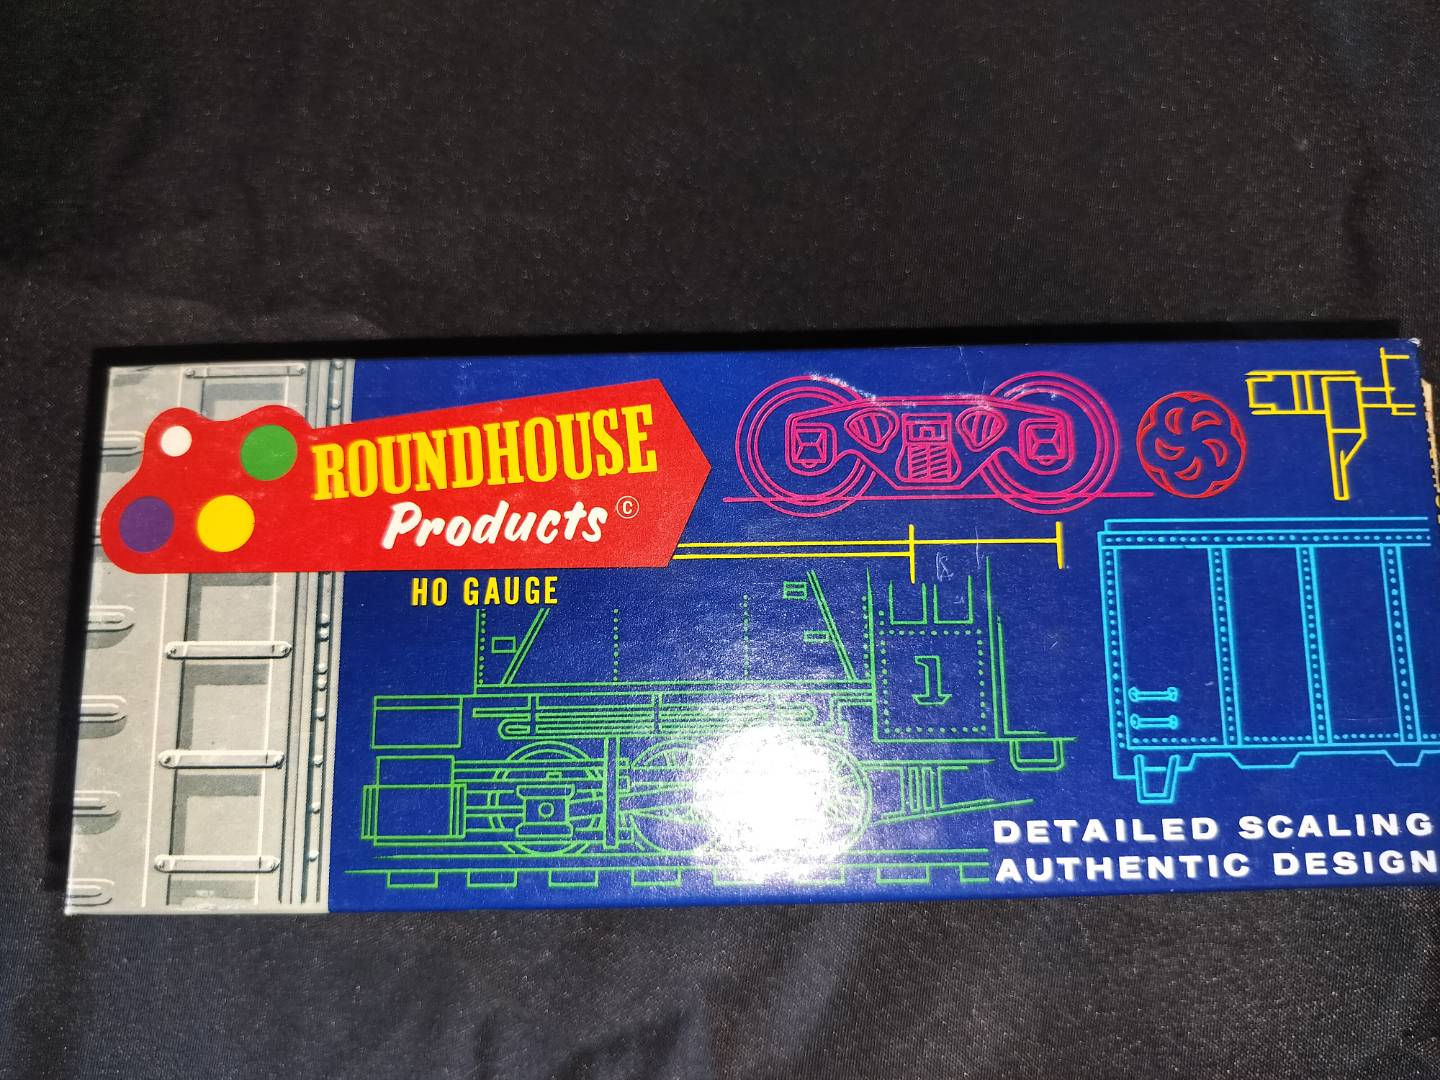 ROUNDHOUSE
Products ©
HO GAUGE
1
DETAILED SCALING
AUTHENTIC DESIGN